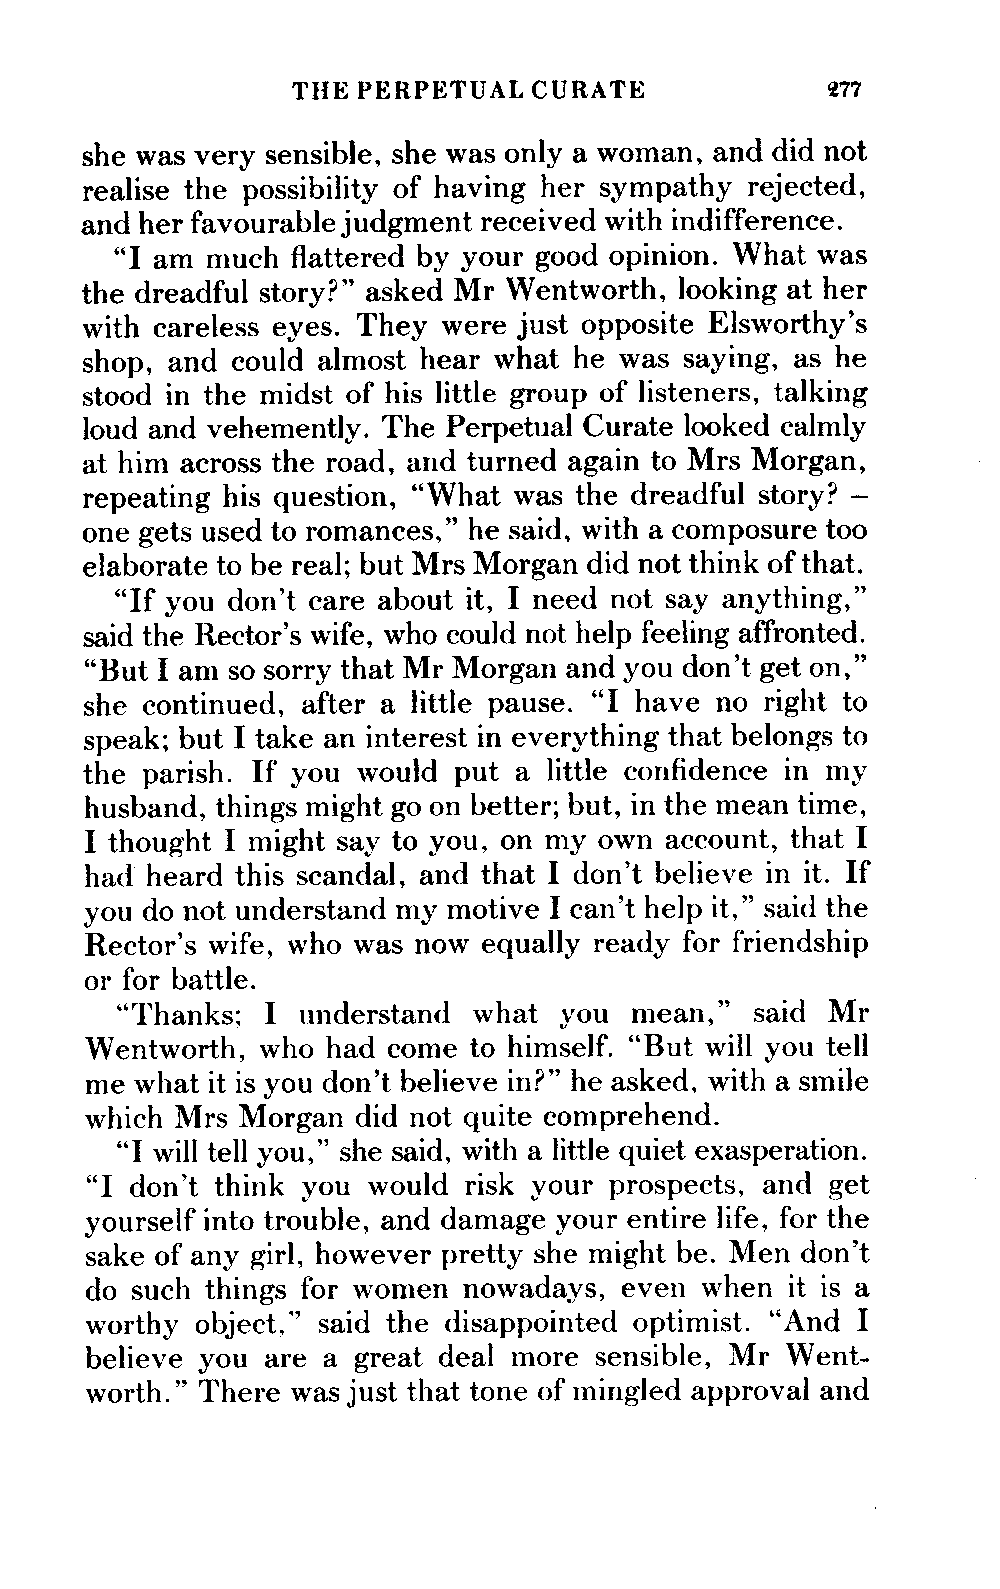 THE PERPETUAL CURATE 277
she was very sensible, she was only a woman, and did not
realise the possibility of having her sympathy rejected,
and her favourable judgment received with indifference.
“I am much flattered by your good opinion. What was
the dreadful story?” asked Mr Wentworth, looking at her
with careless eyes. They were just opposite Elsworthy’s
shop, and could almost hear what he was saying, as he
stood in the midst of his little group of listeners, talking
loud and vehemently. The Perpetual Curate looked calmly
at him across the road, and turned again to Mrs Morgan,
repeating his question, “What was the dreadful story? –
one gets used to romances,” he said, with a composure too
elaborate to be real; but Mrs Morgan did not think of that.
“If you don’t care about it, I need not say anything,”
said the Rector’s wife, who could not help feeling affronted.
“But I am so sorry that Mr Morgan and you don’t get on,”
she continued, after a little pause. “I have no right to
speak; but I take an interest in everything that belongs to
the parish. If you would put a little confidence in my
husband, things might go on better; but, in the mean time,
I thought I might say to you, on my own account, that I
had heard this scandal, and that I don’t believe in it. If
you do not understand my motive I can’t help it,” said the
Rector’s wife, who was now equally ready for friendship
or for battle.
“Thanks; I understand what you mean,” said Mr
Wentworth, who had come to himself. “But will you tell
me what it is you don’t believe in?” he asked, with a smile
which Mrs Morgan did not quite comprehend.
“I will tell you,” she said, with a little quiet exasperation.
“I don’t think you would risk your prospects, and get
yourself into trouble, and damage your entire life, for the
sake of any girl, however pretty she might be. Men don’t
do such things for women nowadays, even when it is a
worthy object,” said the disappointed optimist. “And I
believe you are a great deal more sensible, Mr Went-
worth.” There was just that tone of mingled approval and